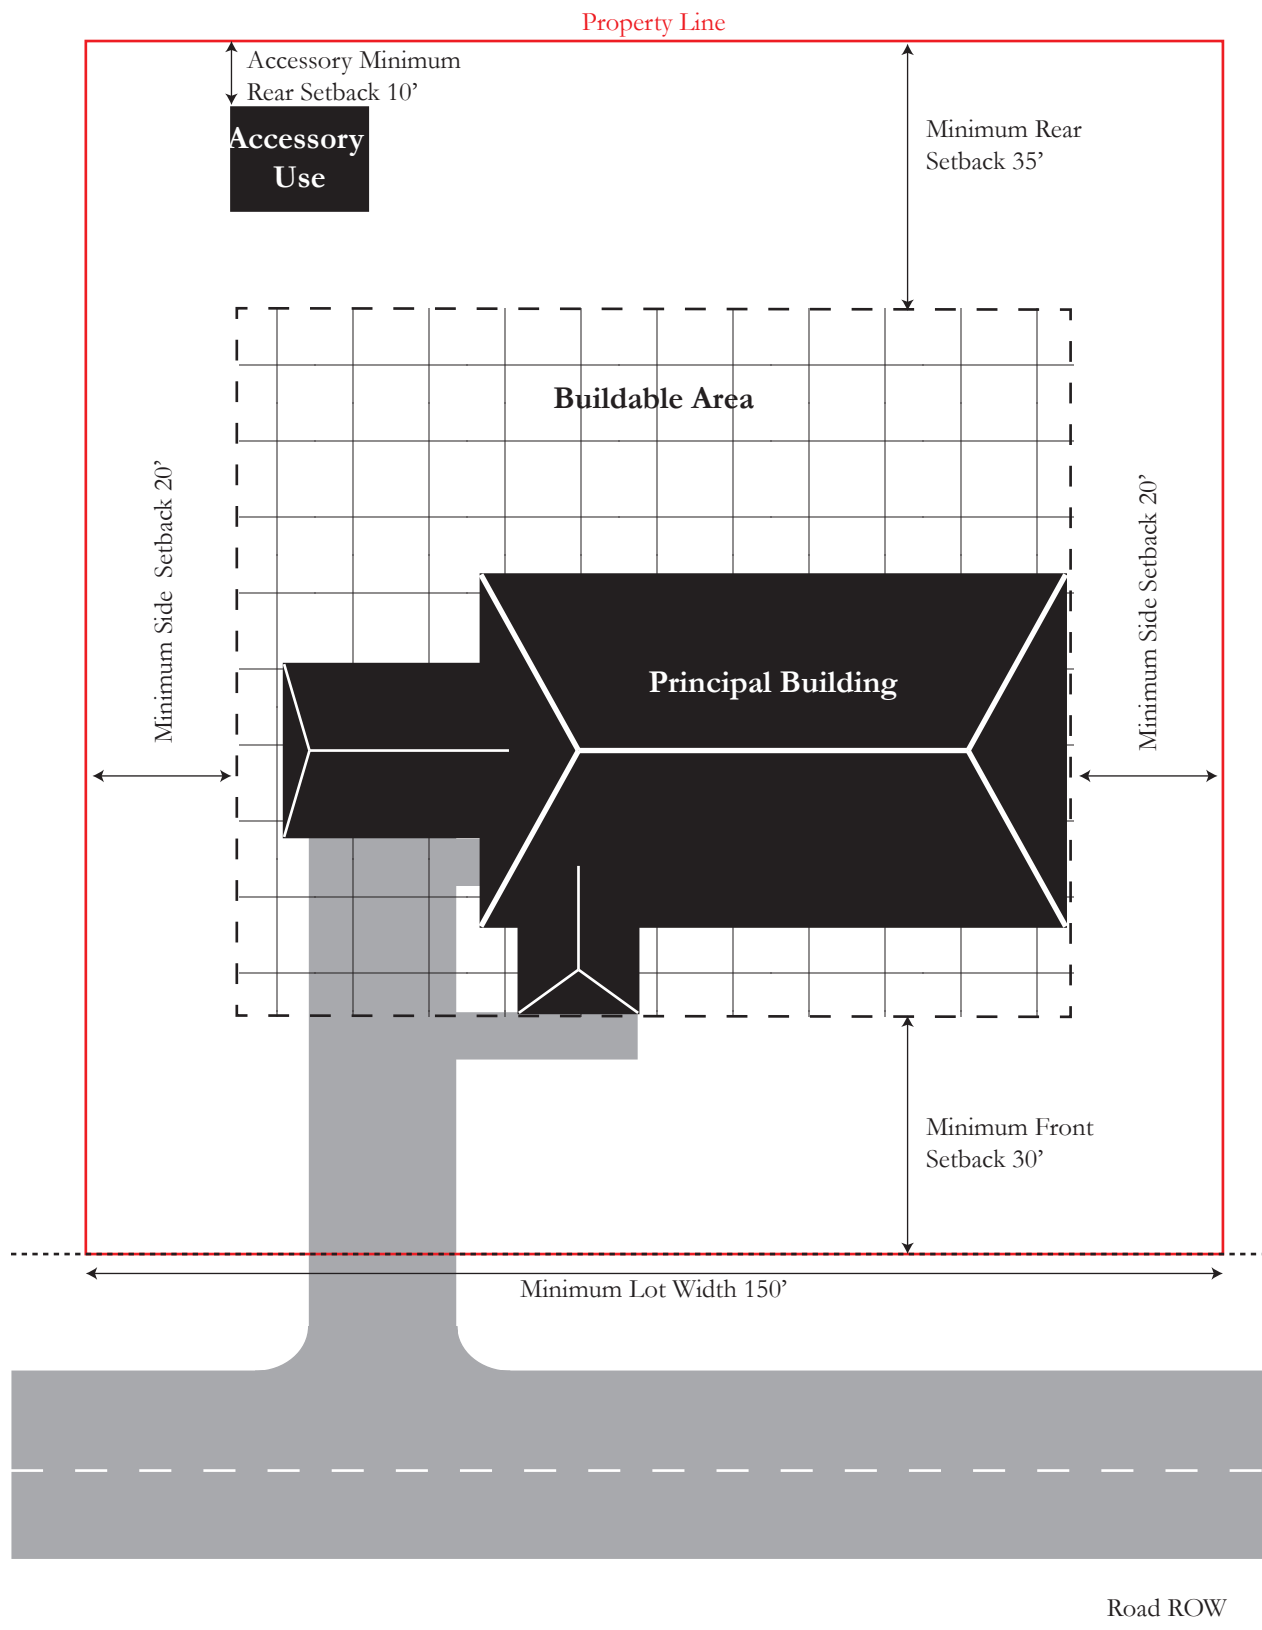 Property Line
Accessory Minimum
Rear Setback 10’
Accessory
Use
Minimum Rear
Setback 35’
Buildable Area
Minimum Side  Setback 20’
Minimum Side Setback 20’
Principal Building
Minimum Front
Setback 30’
Minimum Lot Width 150’
Road ROW